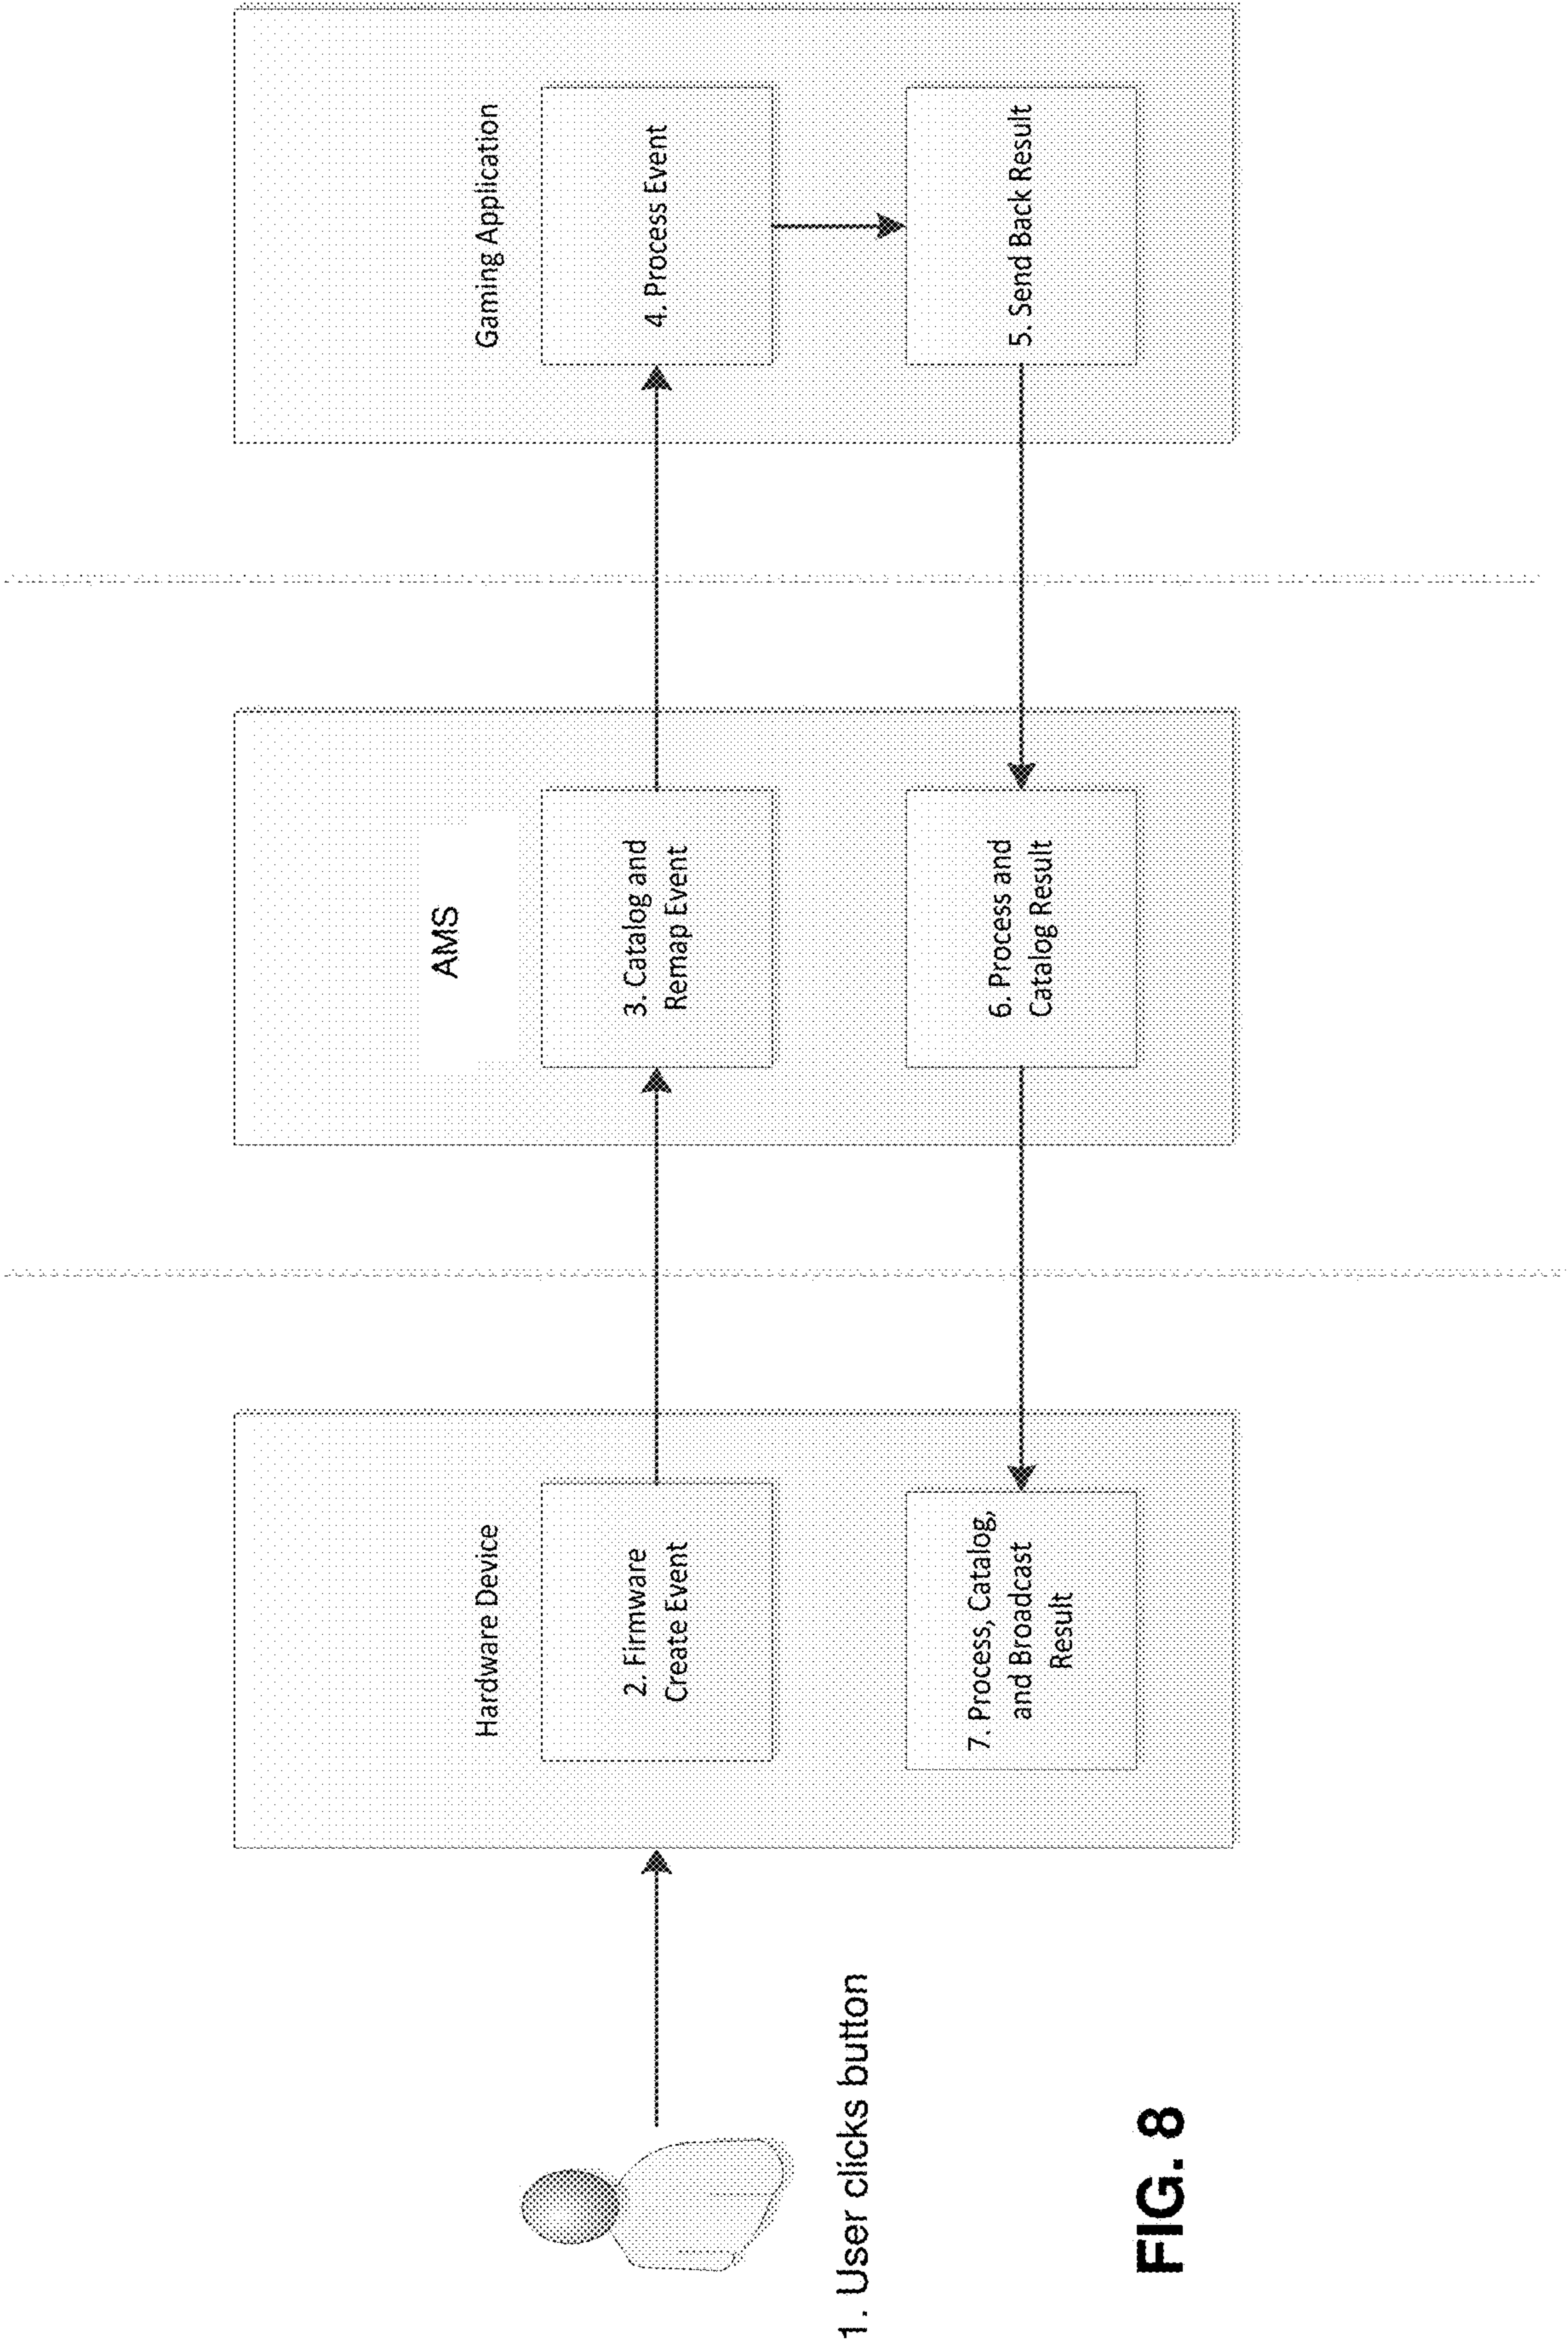 1. User clicks button
Hardware Device
2. Firmware
Create Event
7. Process, Catalog,
and Broadcast
Result
AMS
3. Catalog and
Remap Event
6. Process and
Catalog Result
Gaming Application
4. Process Event
5. Send Back Result
FIG. 8